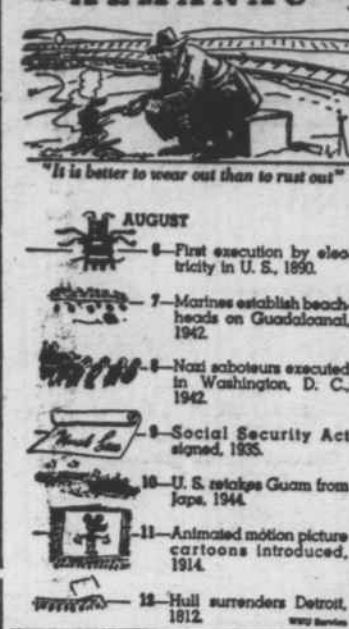 "It is better to wear out than to rust out"
AUGUST
6—First execution by elec-
tricity in U. S., 1890.
7—Marines establish beach-
heads on Guadalcanal,
1942.
8—Nazi saboteurs executed
in Washington, D. C.,
1942.
9—Social Security Act
signed, 1935.
10—U. S. retakes Guam from
Japs, 1944.
11—Animated motion picture
cartoons introduced,
1914.
12—Hull surrenders Detroit,
1812.
WNU Service